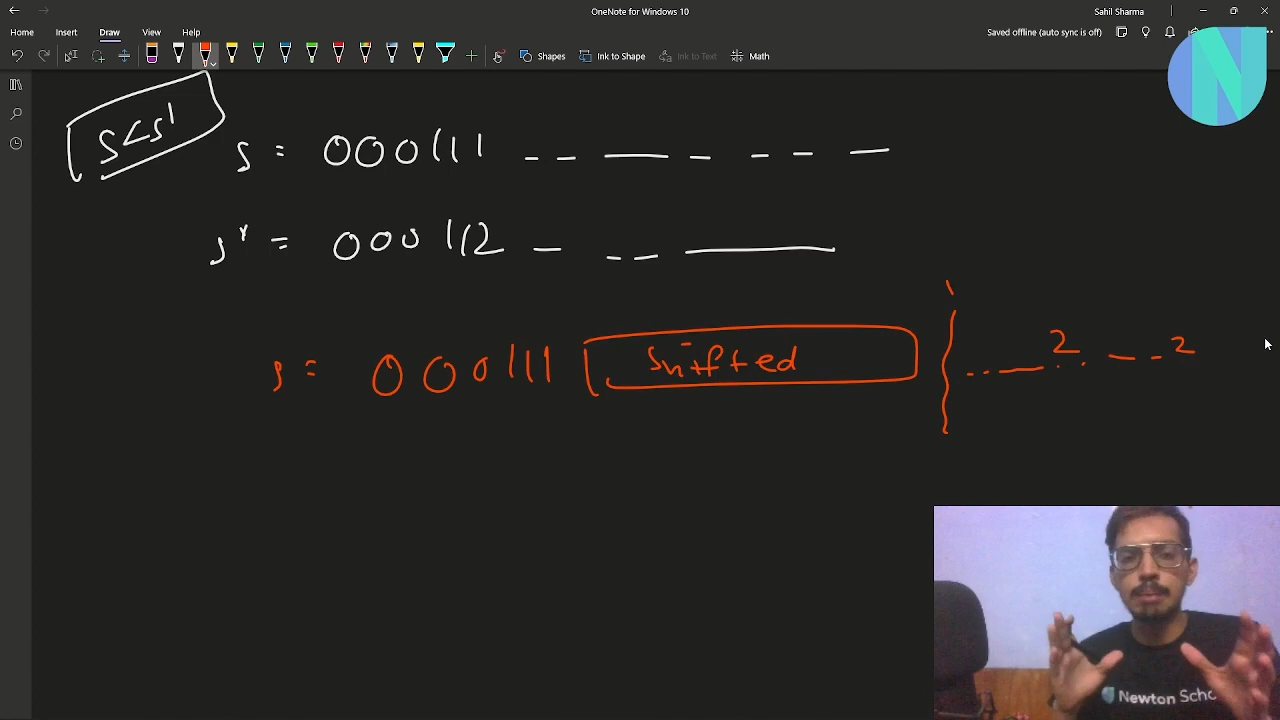 OneNote for Windows 10
Sahil Sharma
Home Insert Draw View Help
Saved offline (auto sync is off)
Shapes Ink to Shape Ink to Text Math
S<S'
S = 000111 -- — - - - —
S' = 000112 - -- —
S = 000111 Shifted ' ..—2.. — - 2
N
Newton Scho